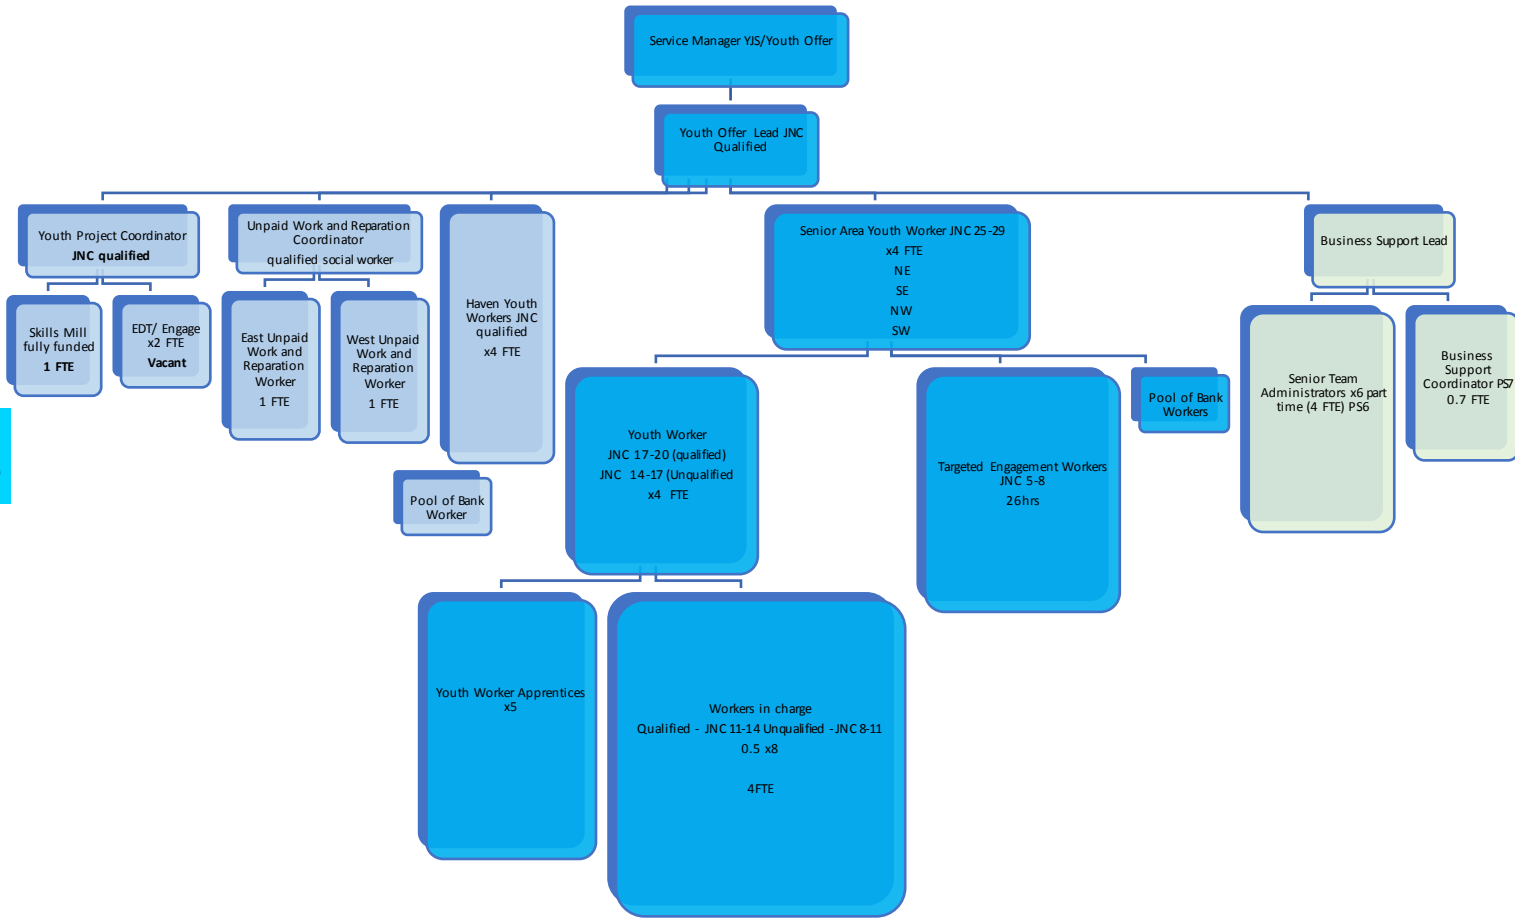 Service Manager YJS/Youth Offer
Youth Offer Lead JNC
Qualified
Youth Project Coordinator
JNC qualified
Unpaid Work and Reparation
Coordinator
qualified social worker
Haven Youth
Workers JNC
qualified
x4 FTE
Senior Area Youth Worker JNC 25-29
x4 FTE
NE
SE
NW
SW
Business Support Lead
Skills Mill
fully funded
1 FTE
EDT/ Engage
x2 FTE
Vacant
East Unpaid
Work and
Reparation
Worker
1 FTE
West Unpaid
Work and
Reparation
Worker
1 FTE
Pool of Bank
Worker
Youth Worker
JNC 17-20 (qualified)
JNC 14-17 (Unqualified
x4 FTE
Targeted Engagement Workers
JNC 5-8
26hrs
Pool of Bank
Workers
Senior Team
Administrators x6 part
time (4 FTE) PS6
Business
Support
Coordinator PS7
0.7 FTE
Youth Worker Apprentices
x5
Workers in charge
Qualified - JNC 11-14 Unqualified - JNC 8-11
0.5 x8
4FTE